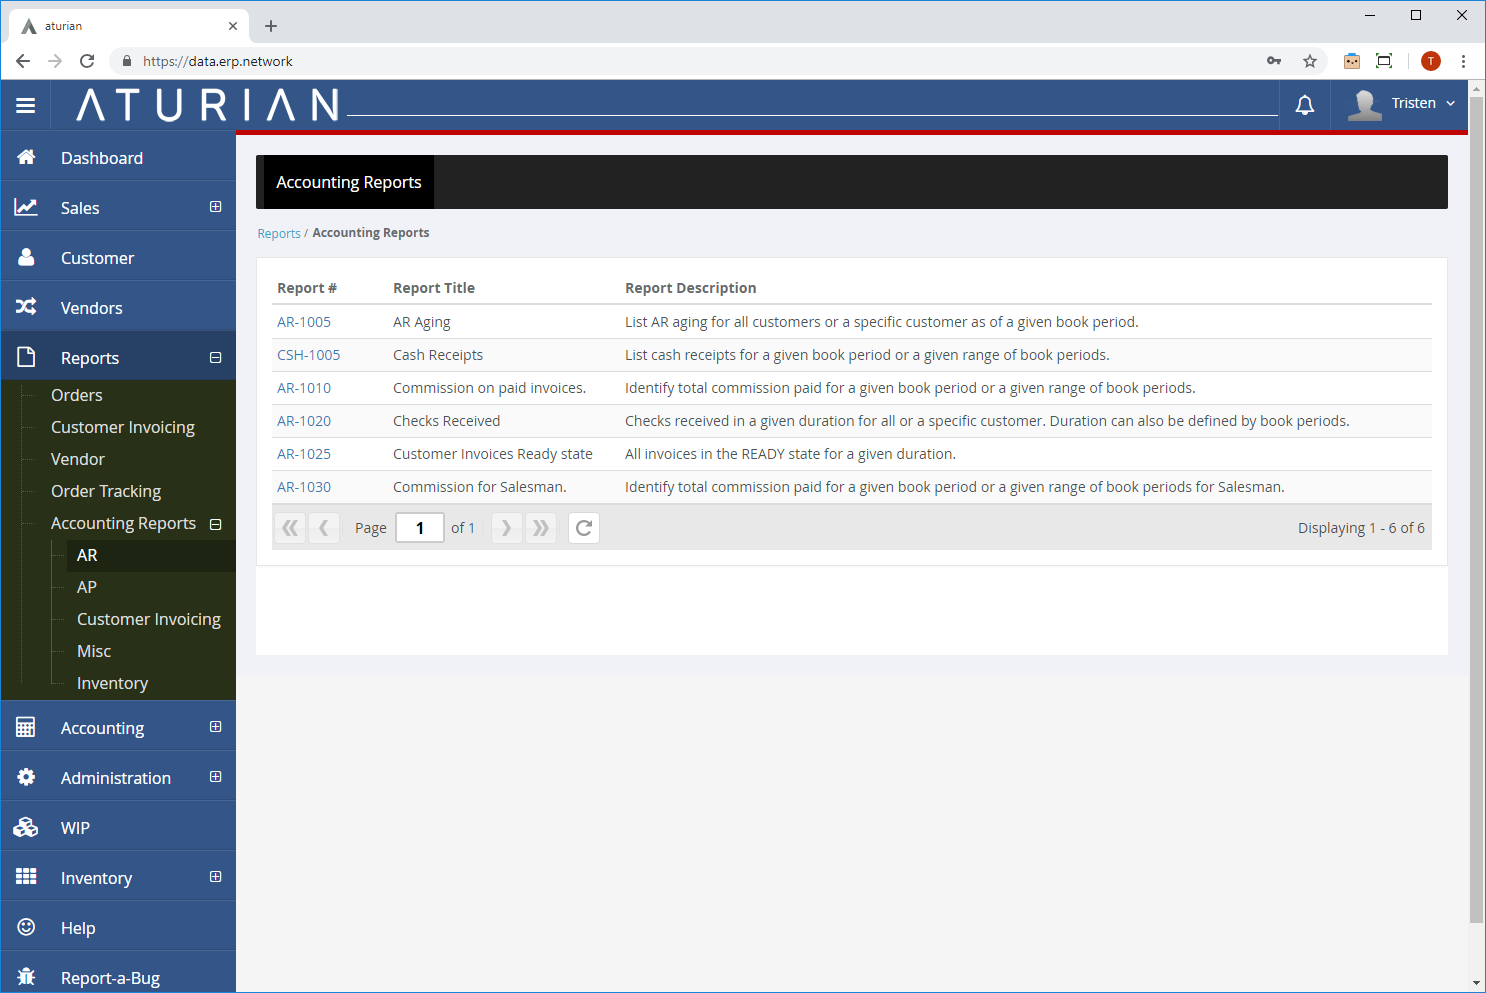 aturian
https://data.erp.network
T
ATURIAN
Tristen
Dashboard
Sales
Customer
Vendors
Reports
Orders
Customer Invoicing
Vendor
Order Tracking
Accounting Reports
AR
AP
Customer Invoicing
Misc
Inventory
Accounting
Administration
WIP
Inventory
Help
Report-a-Bug
Accounting Reports
Reports / Accounting Reports
Report # Report Title Report Description
AR-1005 AR Aging List AR aging for all customers or a specific customer as of a given book period.
CSH-1005 Cash Receipts List cash receipts for a given book period or a given range of book periods.
AR-1010 Commission on paid invoices. Identify total commission paid for a given book period or a given range of book periods.
AR-1020 Checks Received Checks received in a given duration for all or a specific customer. Duration can also be defined by book periods.
AR-1025 Customer Invoices Ready state All invoices in the READY state for a given duration.
AR-1030 Commission for Salesman. Identify total commission paid for a given book period or a given range of book periods for Salesman.
Page 1 of 1 Displaying 1 - 6 of 6